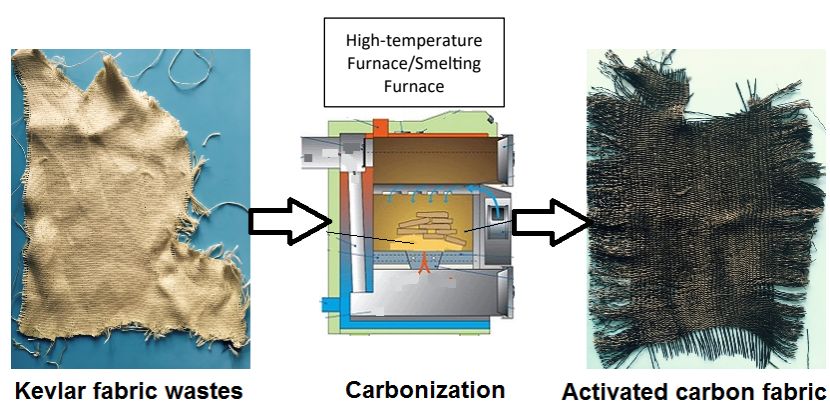 High-temperature
Furnace/Smelting
Furnace
Kevlar fabric wastes
Carbonization
Activated carbon fabric